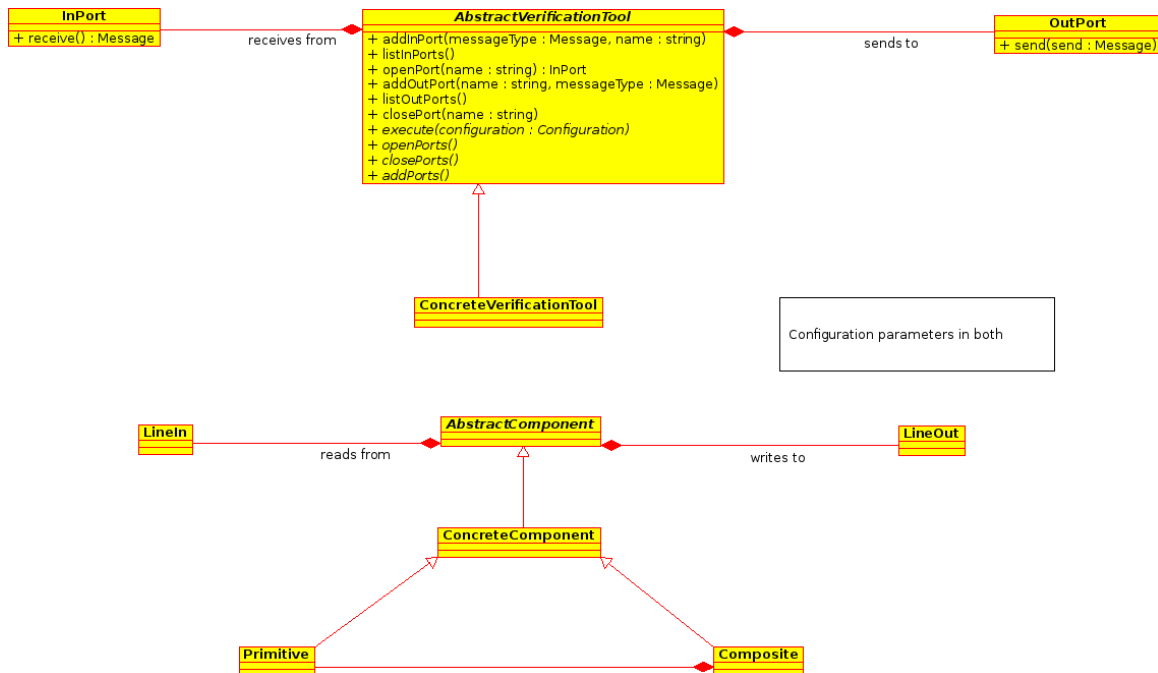 InPort
+ receive() : Message
receives from
AbstractVerificationTool
+ addInPort(messageType : Message, name : string)
+ listInPorts()
+ openPort(name : string) : InPort
+ addOutPort(name : string, messageType : Message)
+ listOutPorts()
+ closePort(name : string)
+ execute(configuration : Configuration)
+ openPorts()
+ closePorts()
+ addPorts()
sends to
OutPort
+ send(send : Message)
ConcreteVerificationTool
Configuration parameters in both
LineIn
reads from
AbstractComponent
writes to
LineOut
ConcreteComponent
Primitive
Composite